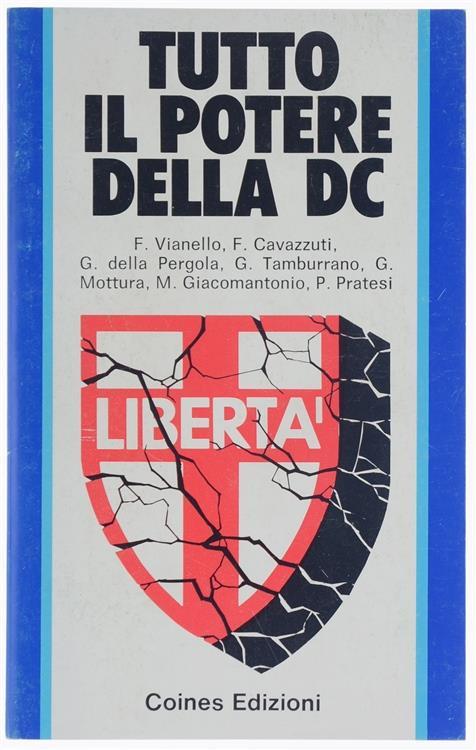 TUTTO
IL POTERE
DELLA DC
F. Vianello, F. Cavazzuti,
G. della Pergola, G. Tamburrano, G.
Mottura, M. Giacomantonio, P. Pratesi
LIBERTA'
Coines Edizioni